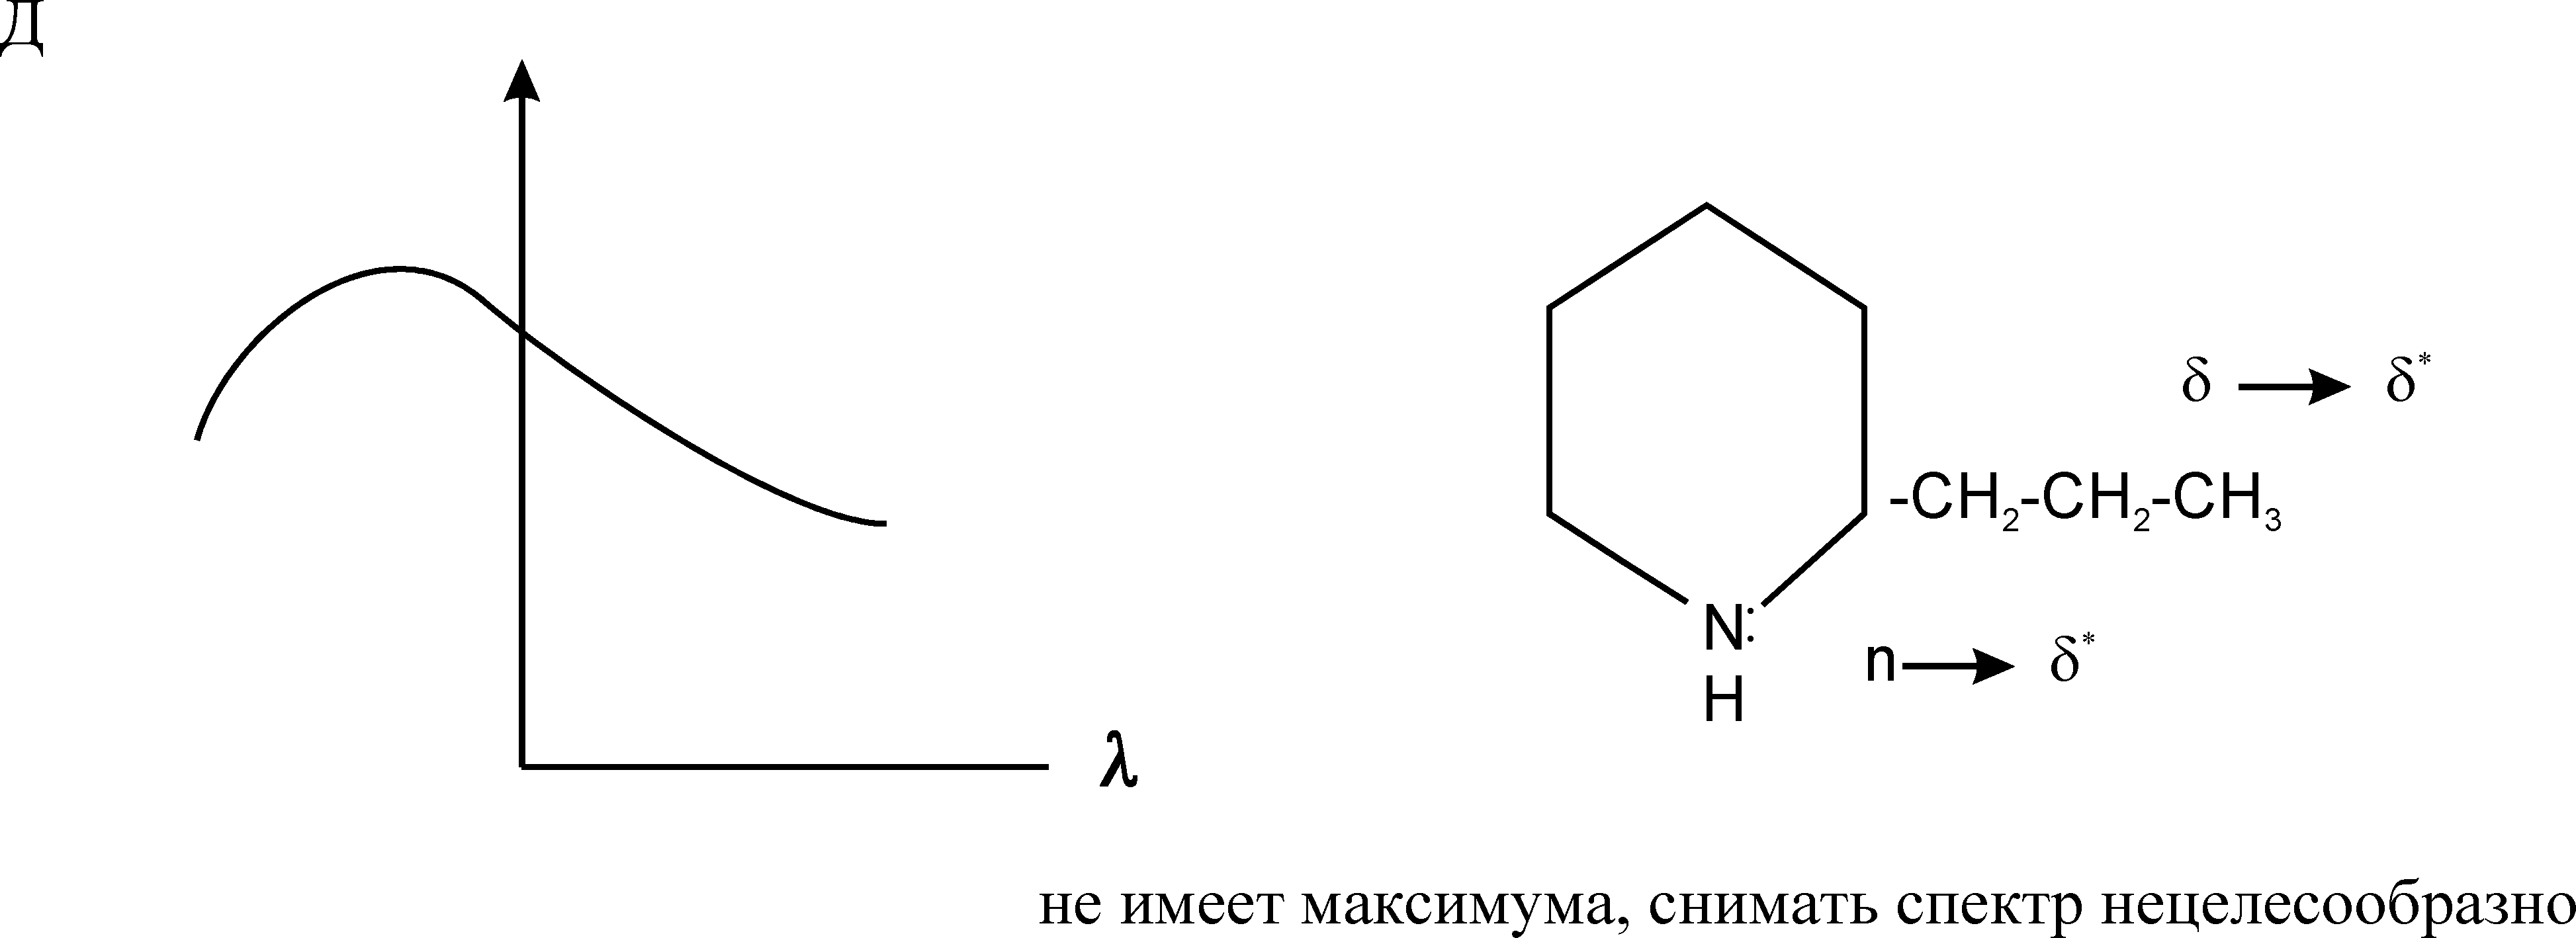 Д
δ → δ*
-CH₂-CH₂-CH₃
N:
H
n → δ*
λ
не имеет максимума, снимать спектр нецелесообразно